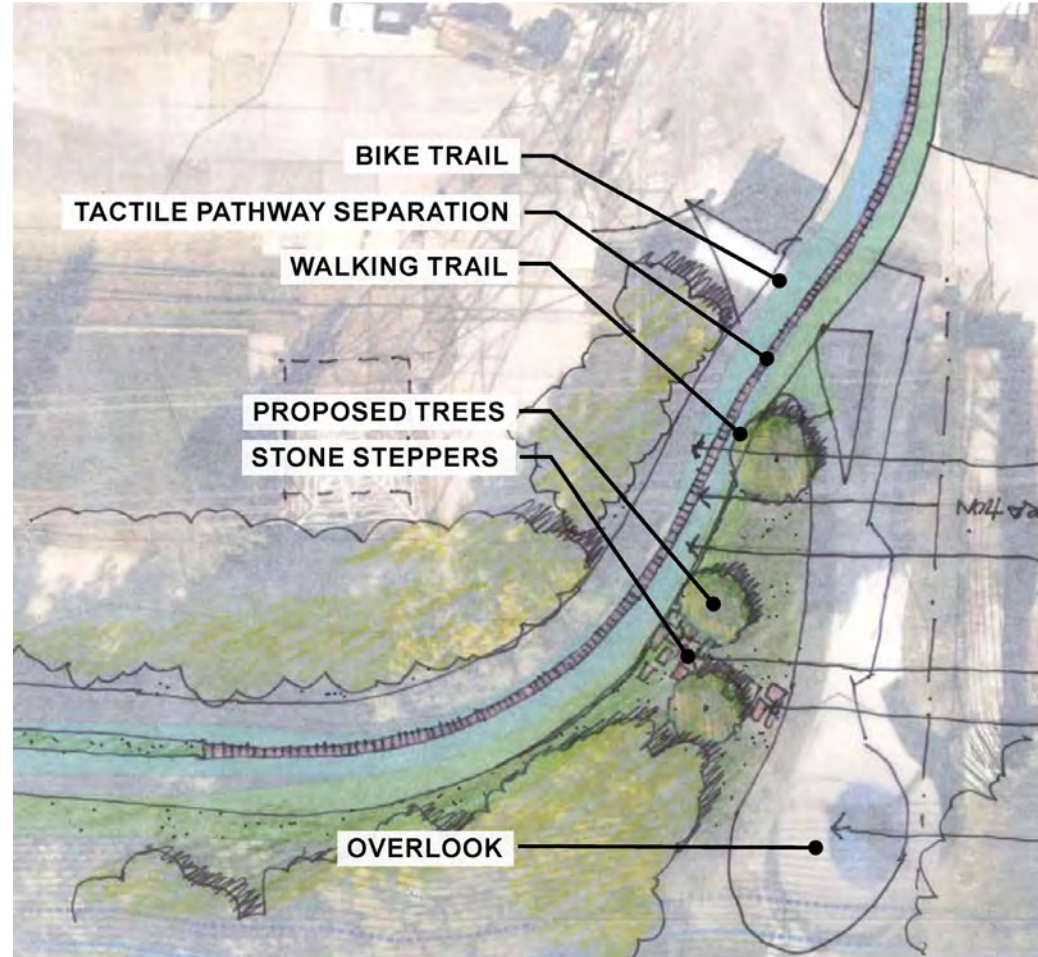 BIKE TRAIL
TACTILE PATHWAY SEPARATION
WALKING TRAIL
PROPOSED TREES
STONE STEPPERS
OVERLOOK